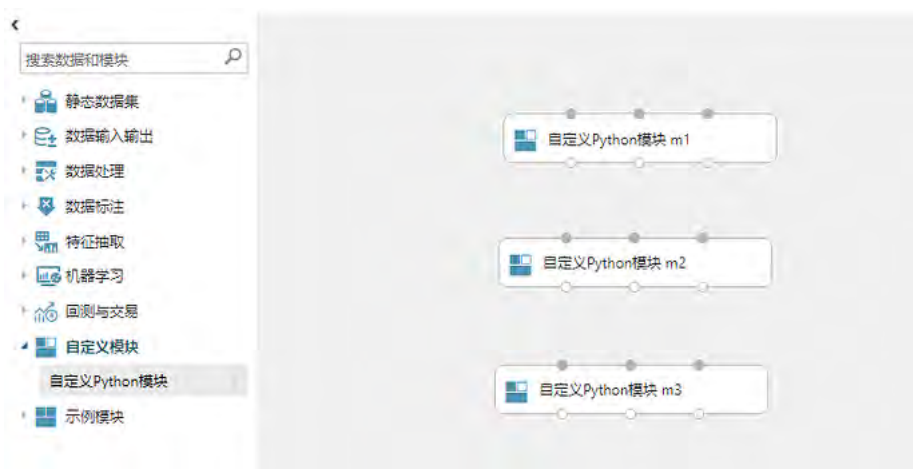 搜索数据和模块
静态数据集
数据输入输出
数据处理
数据标注
特征抽取
机器学习
回测与交易
自定义模块
自定义Python模块
示例模块
自定义Python模块 m1
自定义Python模块 m2
自定义Python模块 m3